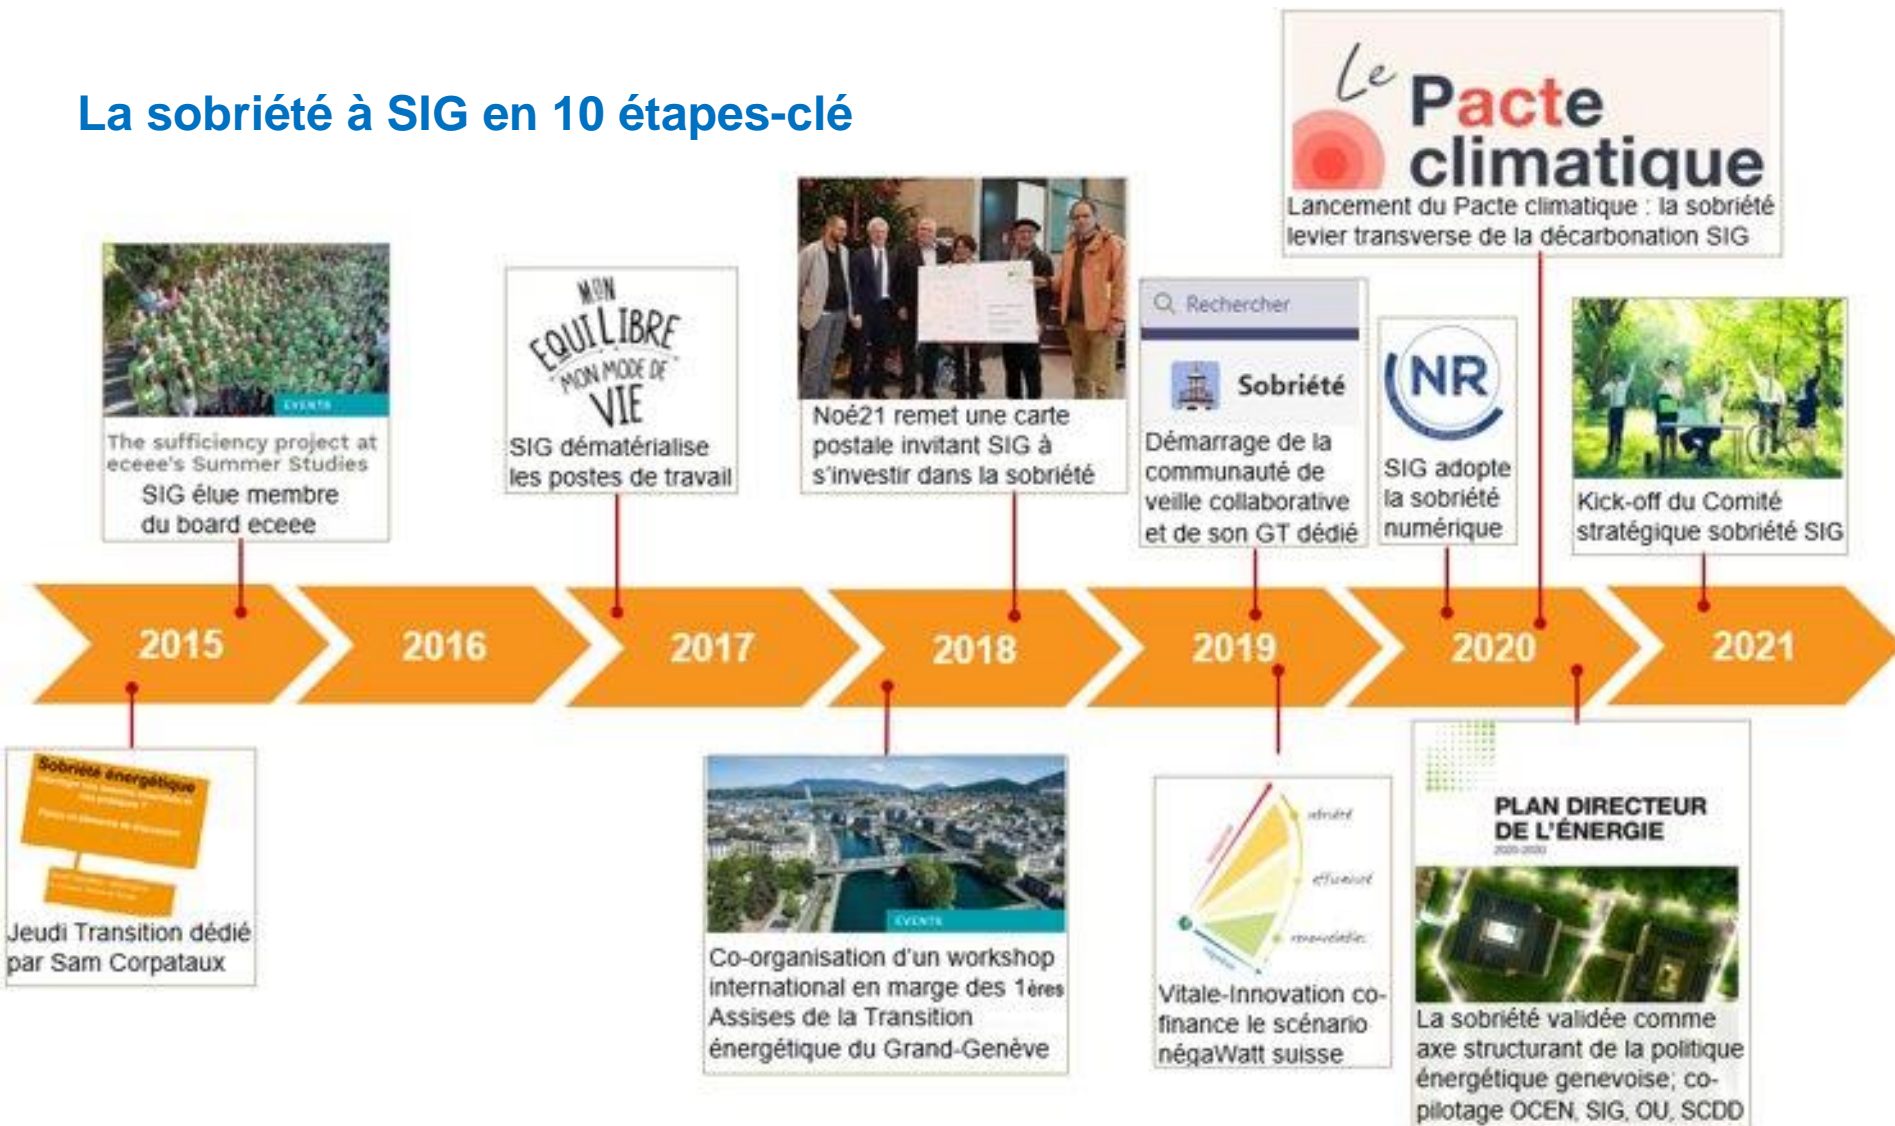 La sobriété à SIG en 10 étapes-clé
Le
Pacte
climatique
Lancement du Pacte climatique : la sobriété
levier transverse de la décarbonation SIG
EVENTS
The sufficiency project at
eceee's Summer Studies
SIG élue membre
du board eceee
MON
EQUILIBRE
MON MODE DE
VIE
SIG dématérialise
les postes de travail
Noé21 remet une carte
postale invitant SIG à
s'investir dans la sobriété
Rechercher
Sobriété
Démarrage de la
communauté de
veille collaborative
et de son GT dédié
NR
SIG adopte
la sobriété
numérique
Kick-off du Comité
stratégique sobriété SIG
2015
2016
2017
2018
2019
2020
2021
Sobriété énergétique
Jeudi Transition dédié
par Sam Corpataux
EVENTS
Co-organisation d'un workshop
international en marge des 1ères
Assises de la Transition
énergétique du Grand-Genève
sobriété
efficacité
renouvelables
Vitale-Innovation co-
finance le scénario
négaWatt suisse
PLAN DIRECTEUR
DE L'ÉNERGIE
La sobriété validée comme
axe structurant de la politique
énergétique genevoise; co-
pilotage OCEN, SIG, OU, SCDD